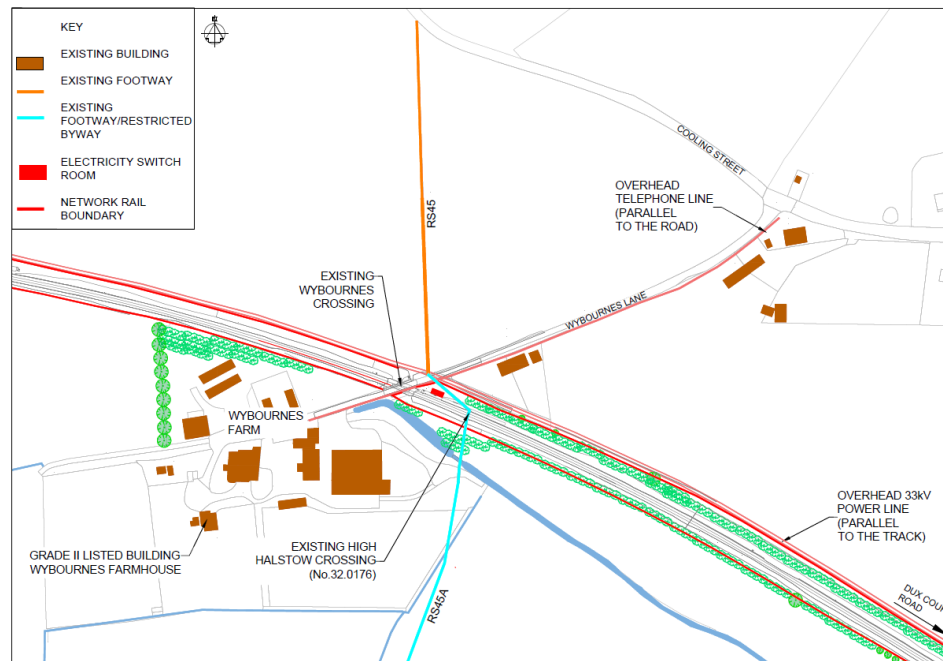 KEY
EXISTING BUILDING
EXISTING FOOTWAY
EXISTING
FOOTWAY/RESTRICTED
BYWAY
ELECTRICITY SWITCH
ROOM
NETWORK RAIL
BOUNDARY
COOLING STREET
OVERHEAD
TELEPHONE LINE
(PARALLEL
TO THE ROAD)
RS45
EXISTING
WYBOURNES
CROSSING
WYBOURNES LANE
WYBOURNES
FARM
OVERHEAD 33kV
POWER LINE
(PARALLEL
TO THE TRACK)
GRADE II LISTED BUILDING
WYBOURNES FARMHOUSE
EXISTING HIGH
HALSTOW CROSSING
(No.32.0176)
RS45A
DUX COU
ROAD